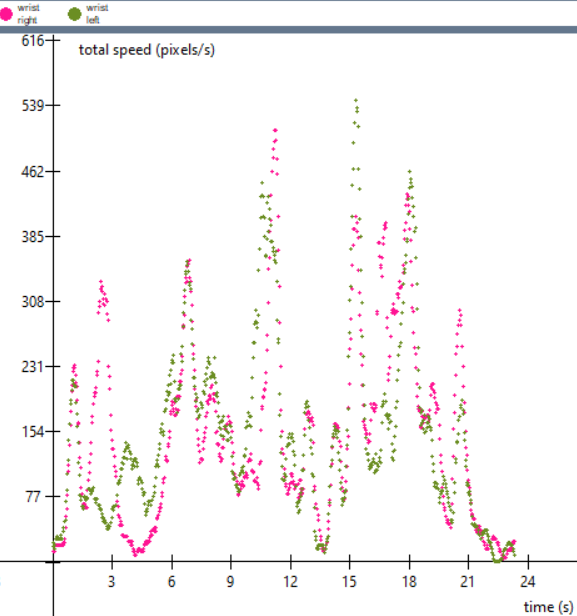 wrist right
wrist left
616
total speed (pixels/s)
539
462
385
308
231
154
77
3 6 9 12 15 18 21 24
time (s)